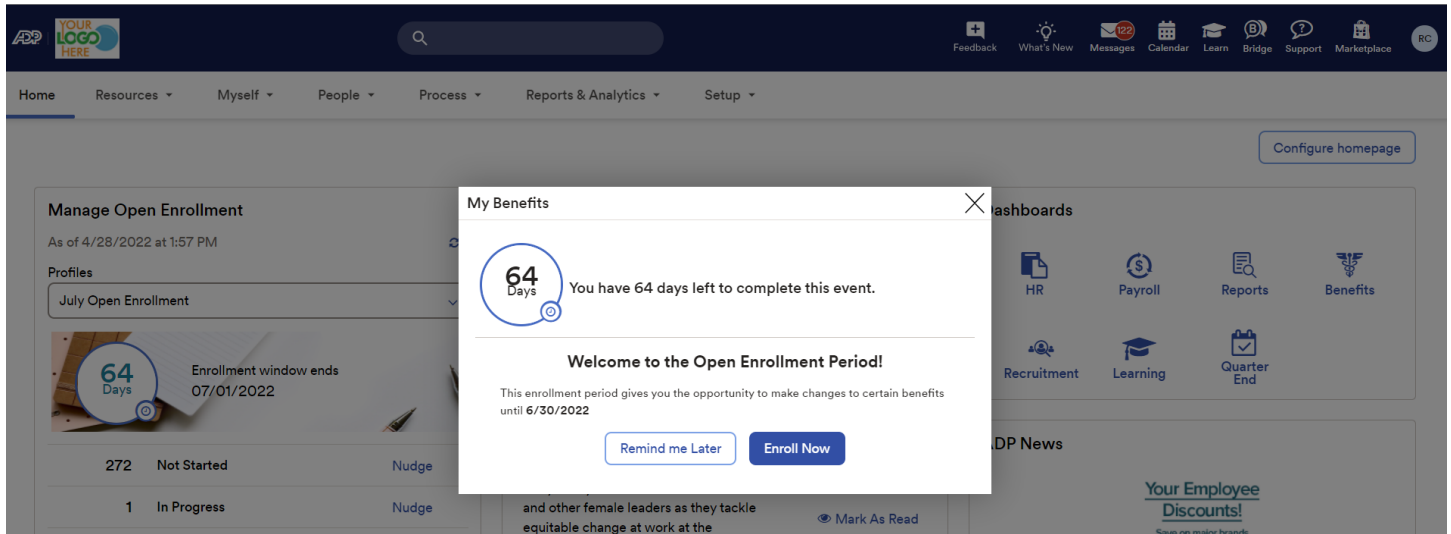 ADP
YOUR
LOGO
HERE
Feedback
What's New
122
Messages
Calendar
Learn
B
Bridge
?
Support
Marketplace
RC
Home
Resources
Myself
People
Process
Reports & Analytics
Setup
Configure homepage
Manage Open Enrollment
As of 4/28/2022 at 1:57 PM
Profiles
July Open Enrollment
64
Days
Enrollment window ends
07/01/2022
272 Not Started Nudge
1 In Progress Nudge
My Benefits
64
Days
You have 64 days left to complete this event.
Welcome to the Open Enrollment Period!
This enrollment period gives you the opportunity to make changes to certain benefits
until 6/30/2022
Remind me Later
Enroll Now
and other female leaders as they tackle
equitable change at work at the
Mark As Read
ashboards
HR
$
Payroll
Reports
Benefits
Recruitment
Learning
Quarter
End
DP News
Your Employee
Discounts!
Save on major brands